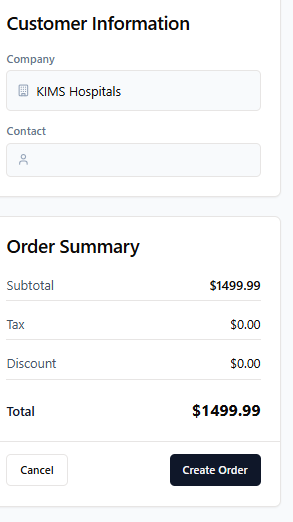 Customer Information
Company
KIMS Hospitals
Contact
Order Summary
Subtotal $1499.99
Tax $0.00
Discount $0.00
Total $1499.99
Cancel Create Order